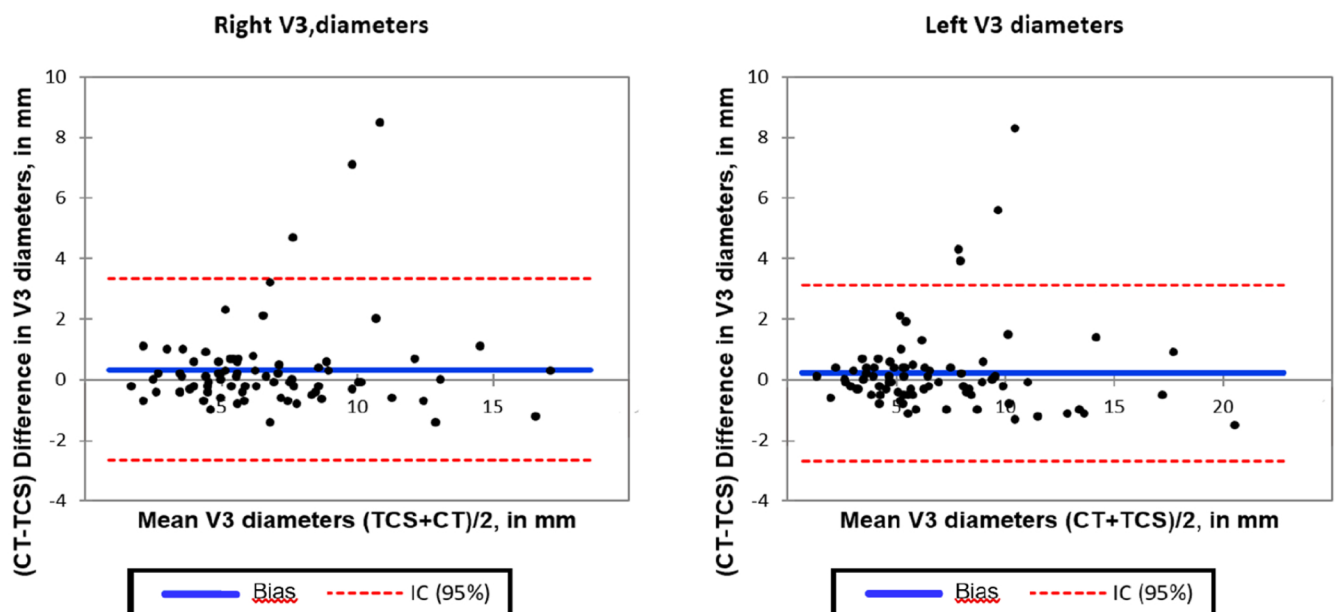 Right V3,diameters
(CT-TCS) Difference in V3 diameters, in mm
10
8
6
4
2
0
-2
-4
5
10
15
Mean V3 diameters (TCS+CT)/2, in mm
Bias
IC (95%)
Left V3 diameters
(CT-TCS) Difference in V3 diameters, in mm
10
8
6
4
2
0
-2
-4
5
10
15
20
Mean V3 diameters (CT+TCS)/2, in mm
Bias
IC (95%)